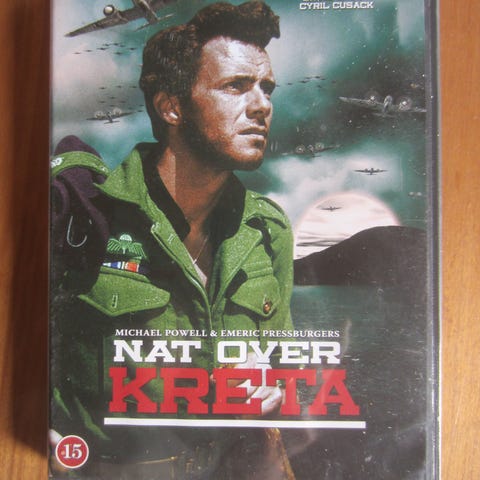 CYRIL CUSACK
MICHAEL POWELL & EMERIC PRESSBURGERS
NAT OVER
KRETA
15